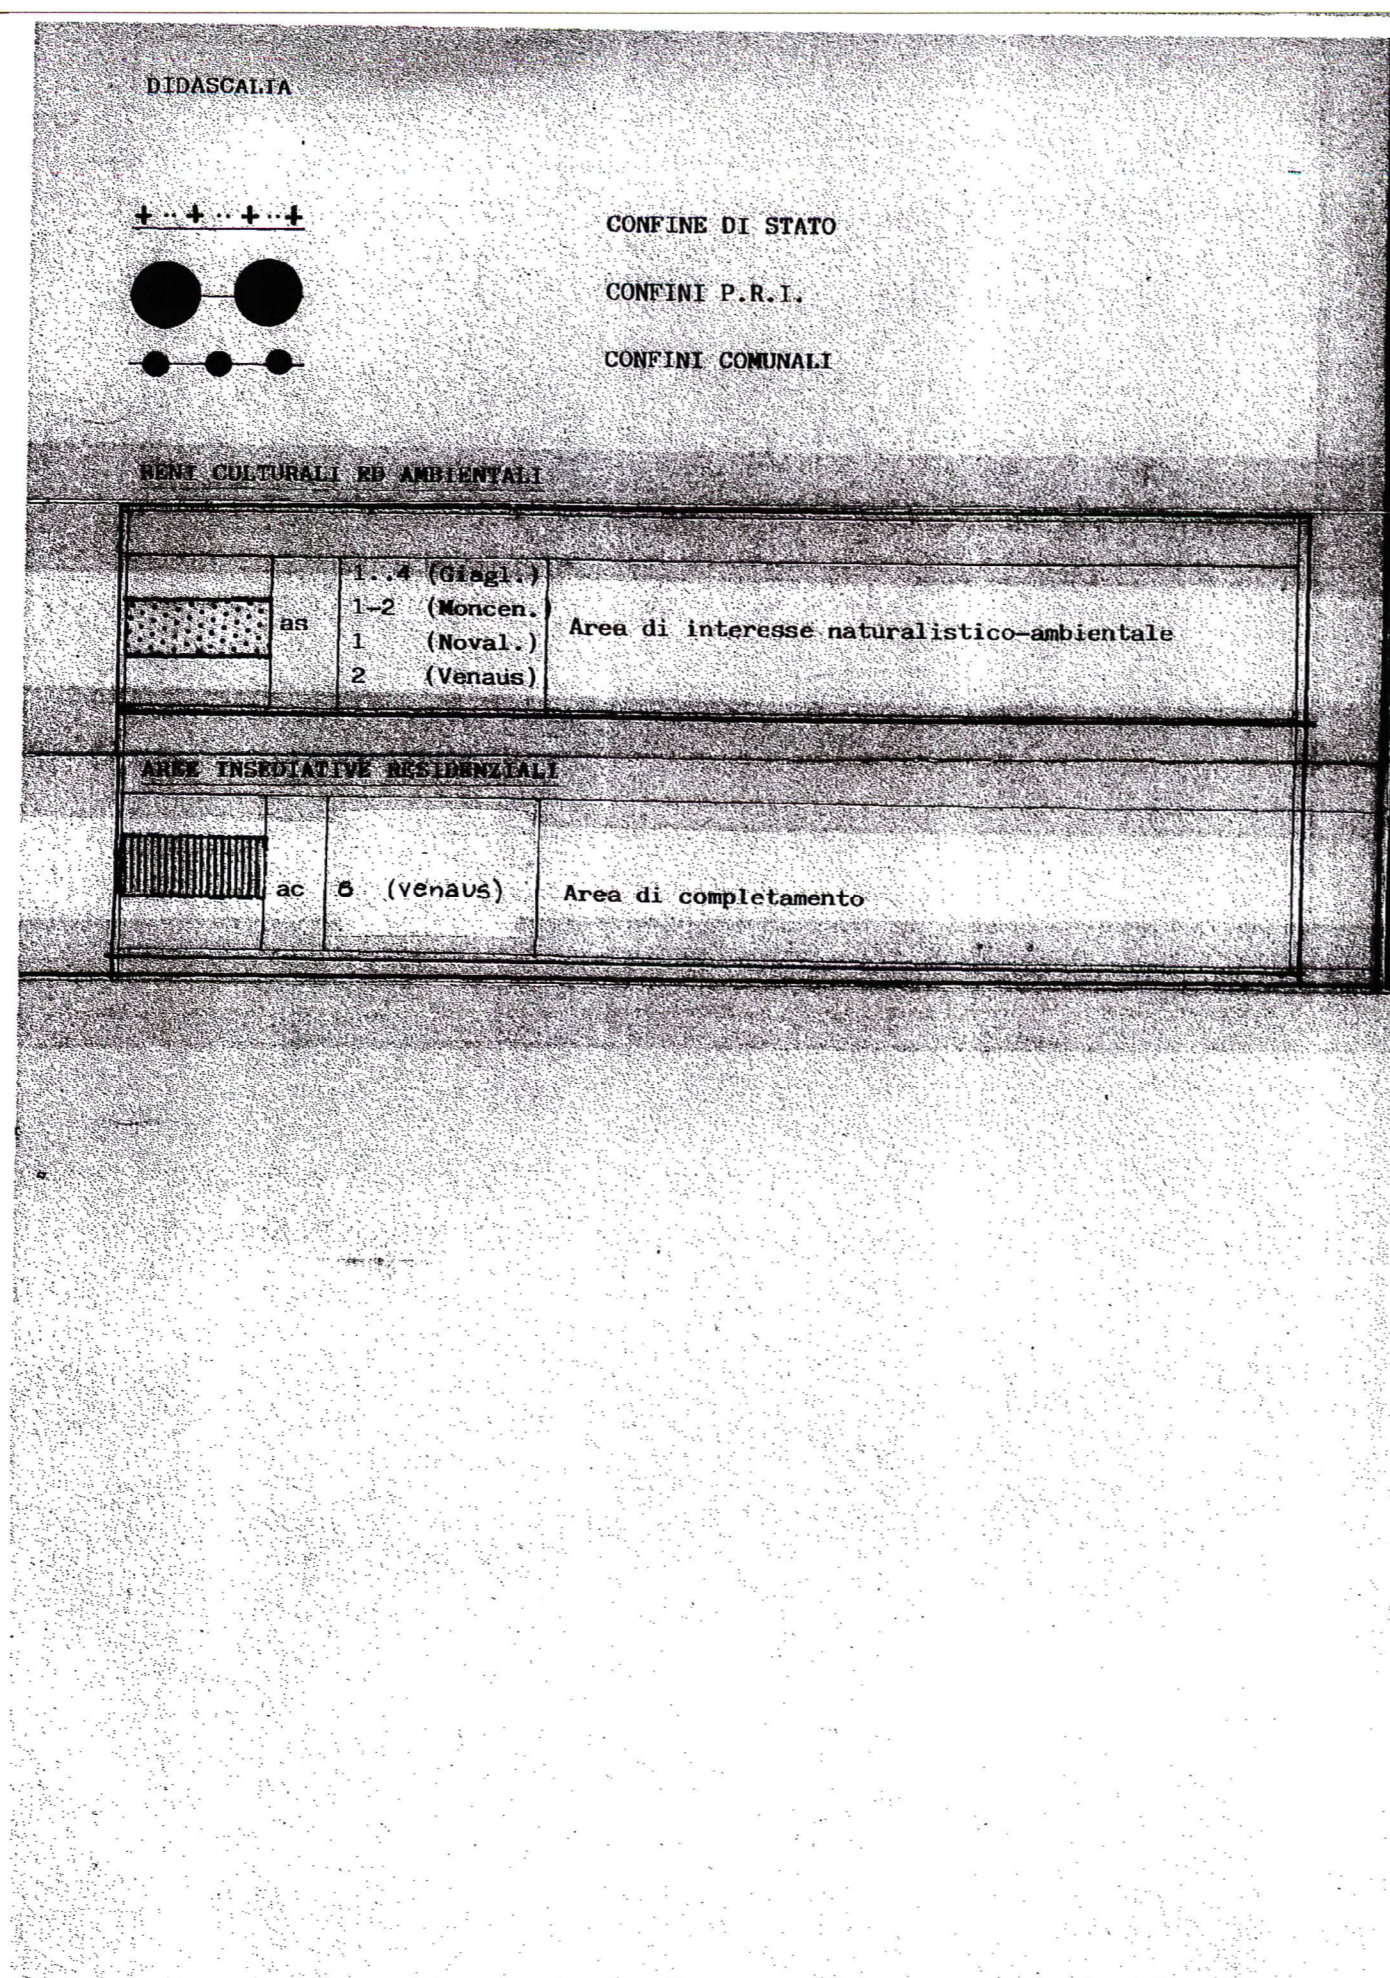 DIDASCALIA
CONFINE DI STATO
CONFINI P.R.I.
CONFINI COMUNALI
BENI CULTURALI ED AMBIENTALI
1..4 (Giagl.)
1-2 (Moncen.)
as
1 (Noval.)
Area di interesse naturalistico-ambientale
2 (Venaus)
AREE INSEDIATIVE RESIDENZIALI
ac (venaus) Area di completamento